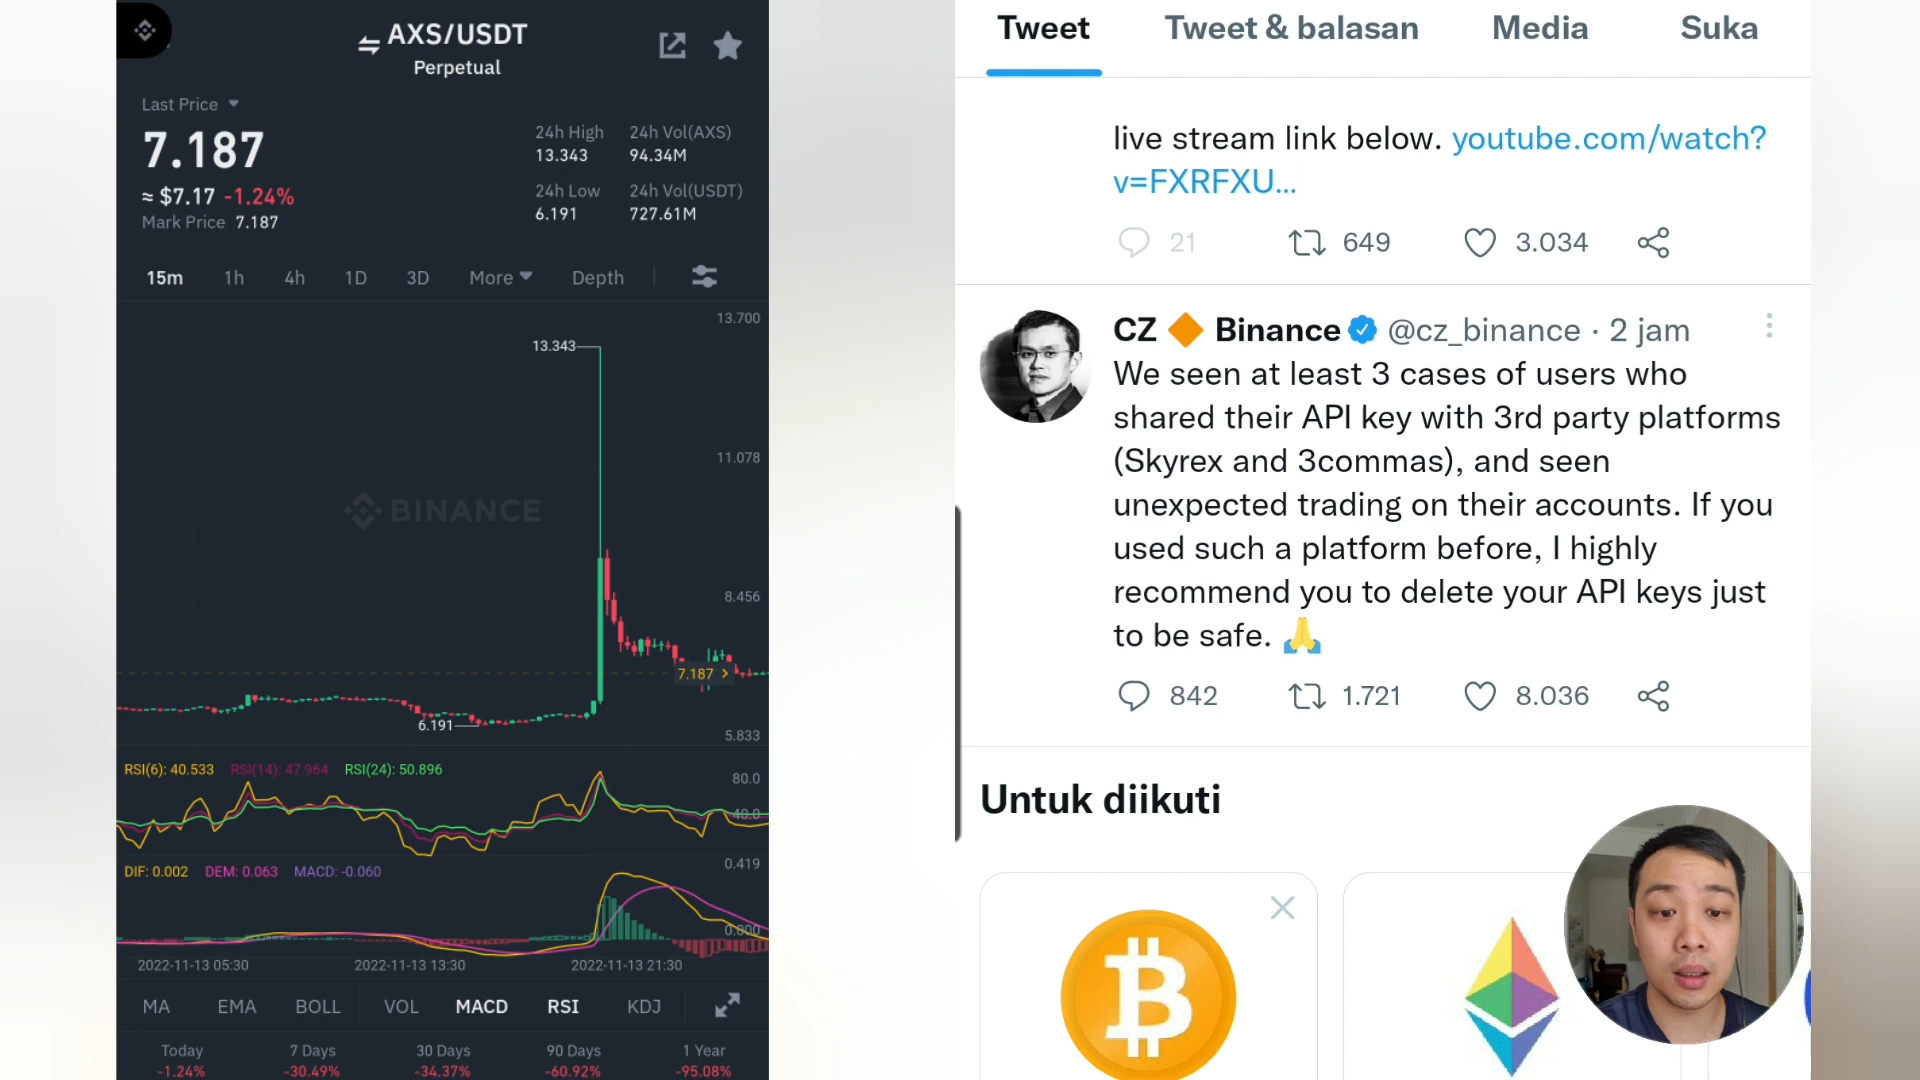 AXS/USDT
Perpetual
Last Price
7.187
≈ $7.17 -1.24%
Mark Price 7.187
24h High
13.343
24h Vol(AXS)
94.34M
24h Low
6.191
24h Vol(USDT)
727.61M
15m 1h 4h 1D 3D More Depth
13.700
13.343
11.078
BINANCE
8.456
7.187 >
6.191
5.833
RSI(6): 40.533 RSI(14): 47.964 RSI(24): 50.896
80.0
40.0
0.419
DIF: 0.002 DEM: 0.063 MACD: -0.060
0.000
2022-11-13 05:30 2022-11-13 13:30 2022-11-13 21:30
MA EMA BOLL VOL MACD RSI KDJ
Today 7 Days 30 Days 90 Days 1 Year
-1.24% -30.49% -34.37% -60.92% -95.08%
Tweet Tweet & balasan Media Suka
live stream link below. youtube.com/watch?
v=FXRFXU...
21 649 3.034
CZ 🔶 Binance @cz_binance · 2 jam
We seen at least 3 cases of users who
shared their API key with 3rd party platforms
(Skyrex and 3commas), and seen
unexpected trading on their accounts. If you
used such a platform before, I highly
recommend you to delete your API keys just
to be safe. 🙏
842 1.721 8.036
Untuk diikuti